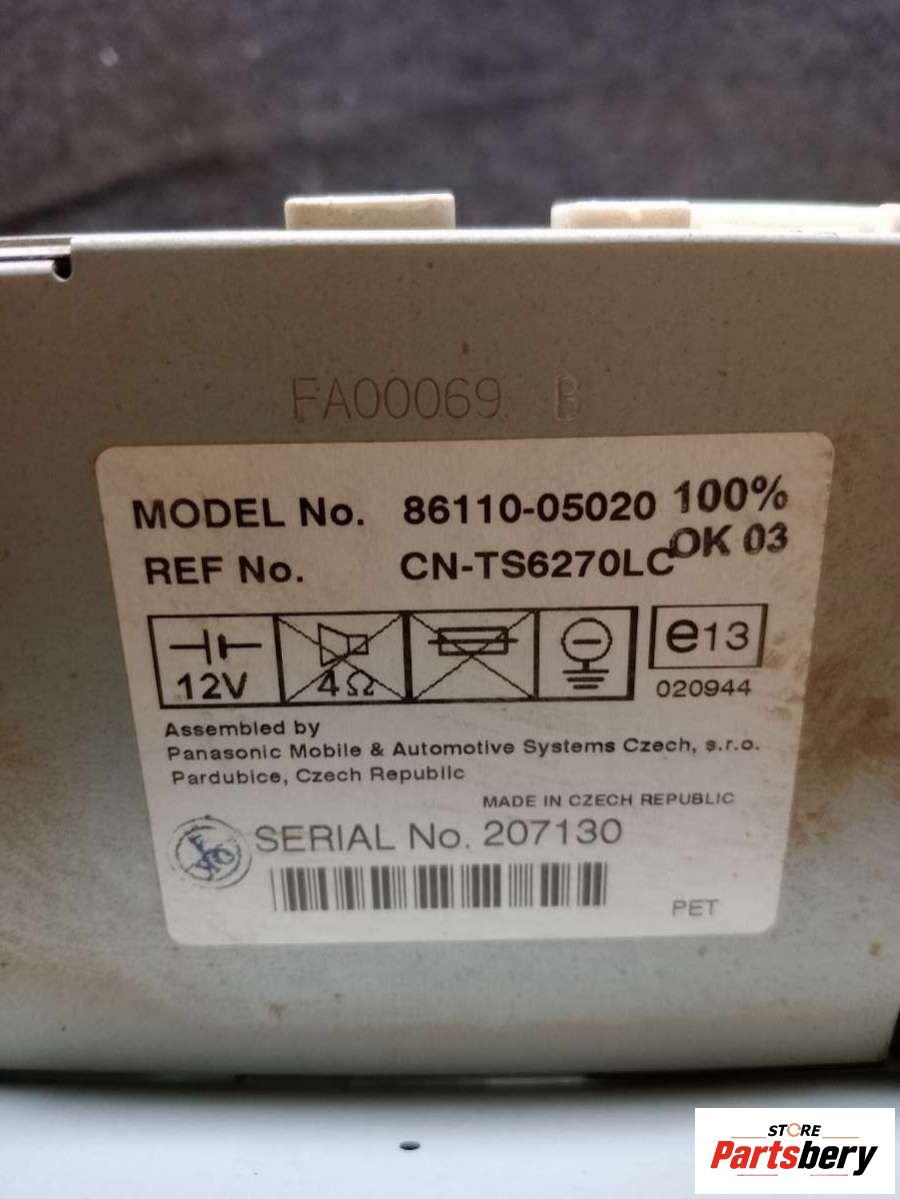 FA00069 B
MODEL No. 86110-05020 100%
REF No. CN-TS6270LC OK 03
12V 4Ω e13
020944
Assembled by
Panasonic Mobile & Automotive Systems Czech, s.r.o.
Pardubice, Czech Republic
MADE IN CZECH REPUBLIC
SERIAL No. 207130
PET
STORE
Partsbery